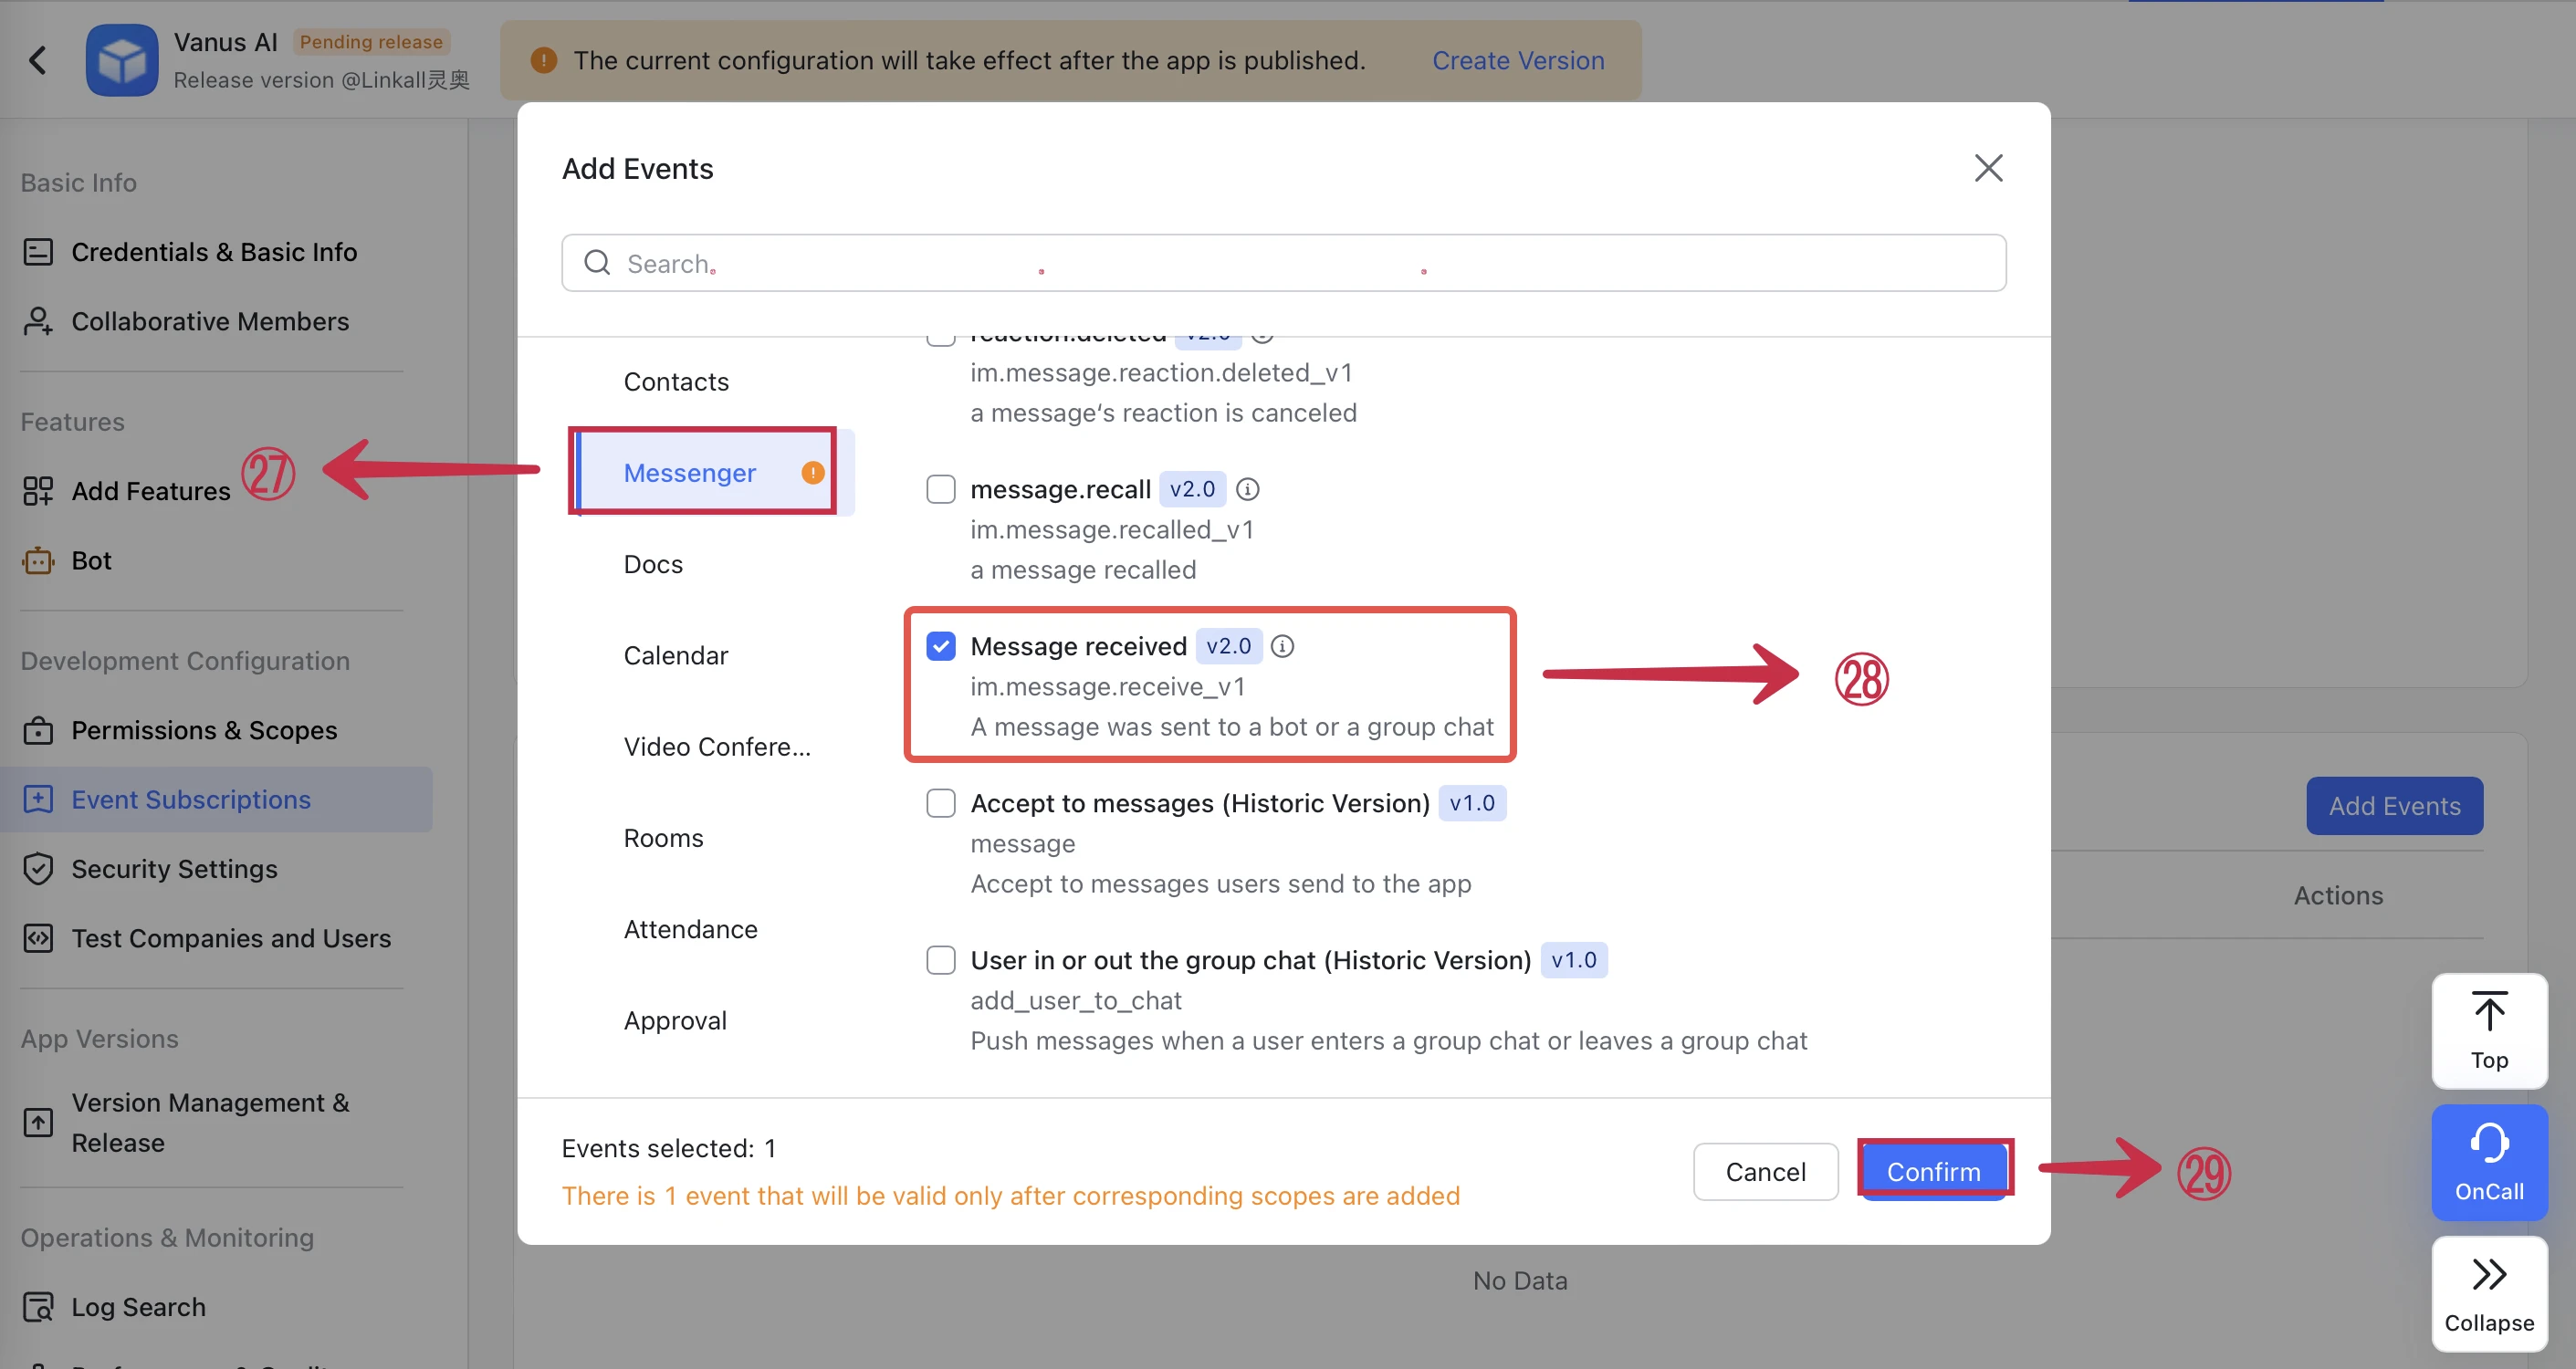 Vanus AI Pending release
Release version @Linkall灵奥
The current configuration will take effect after the app is published. Create Version
Basic Info
Credentials & Basic Info
Collaborative Members
Features
Add Features
㉗
Bot
Development Configuration
Permissions & Scopes
Event Subscriptions
Security Settings
Test Companies and Users
App Versions
Version Management &
Release
Operations & Monitoring
Log Search
Add Events
Search
Contacts
Messenger
Docs
Calendar
Video Confere...
Rooms
Attendance
Approval
reaction.deleted v2.0
im.message.reaction.deleted_v1
a message‘s reaction is canceled
message.recall v2.0
im.message.recalled_v1
a message recalled
Message received v2.0
im.message.receive_v1
A message was sent to a bot or a group chat
㉘
Accept to messages (Historic Version) v1.0
message
Accept to messages users send to the app
User in or out the group chat (Historic Version) v1.0
add_user_to_chat
Push messages when a user enters a group chat or leaves a group chat
Events selected: 1
There is 1 event that will be valid only after corresponding scopes are added
Cancel
Confirm
㉙
Add Events
Actions
No Data
Top
OnCall
Collapse